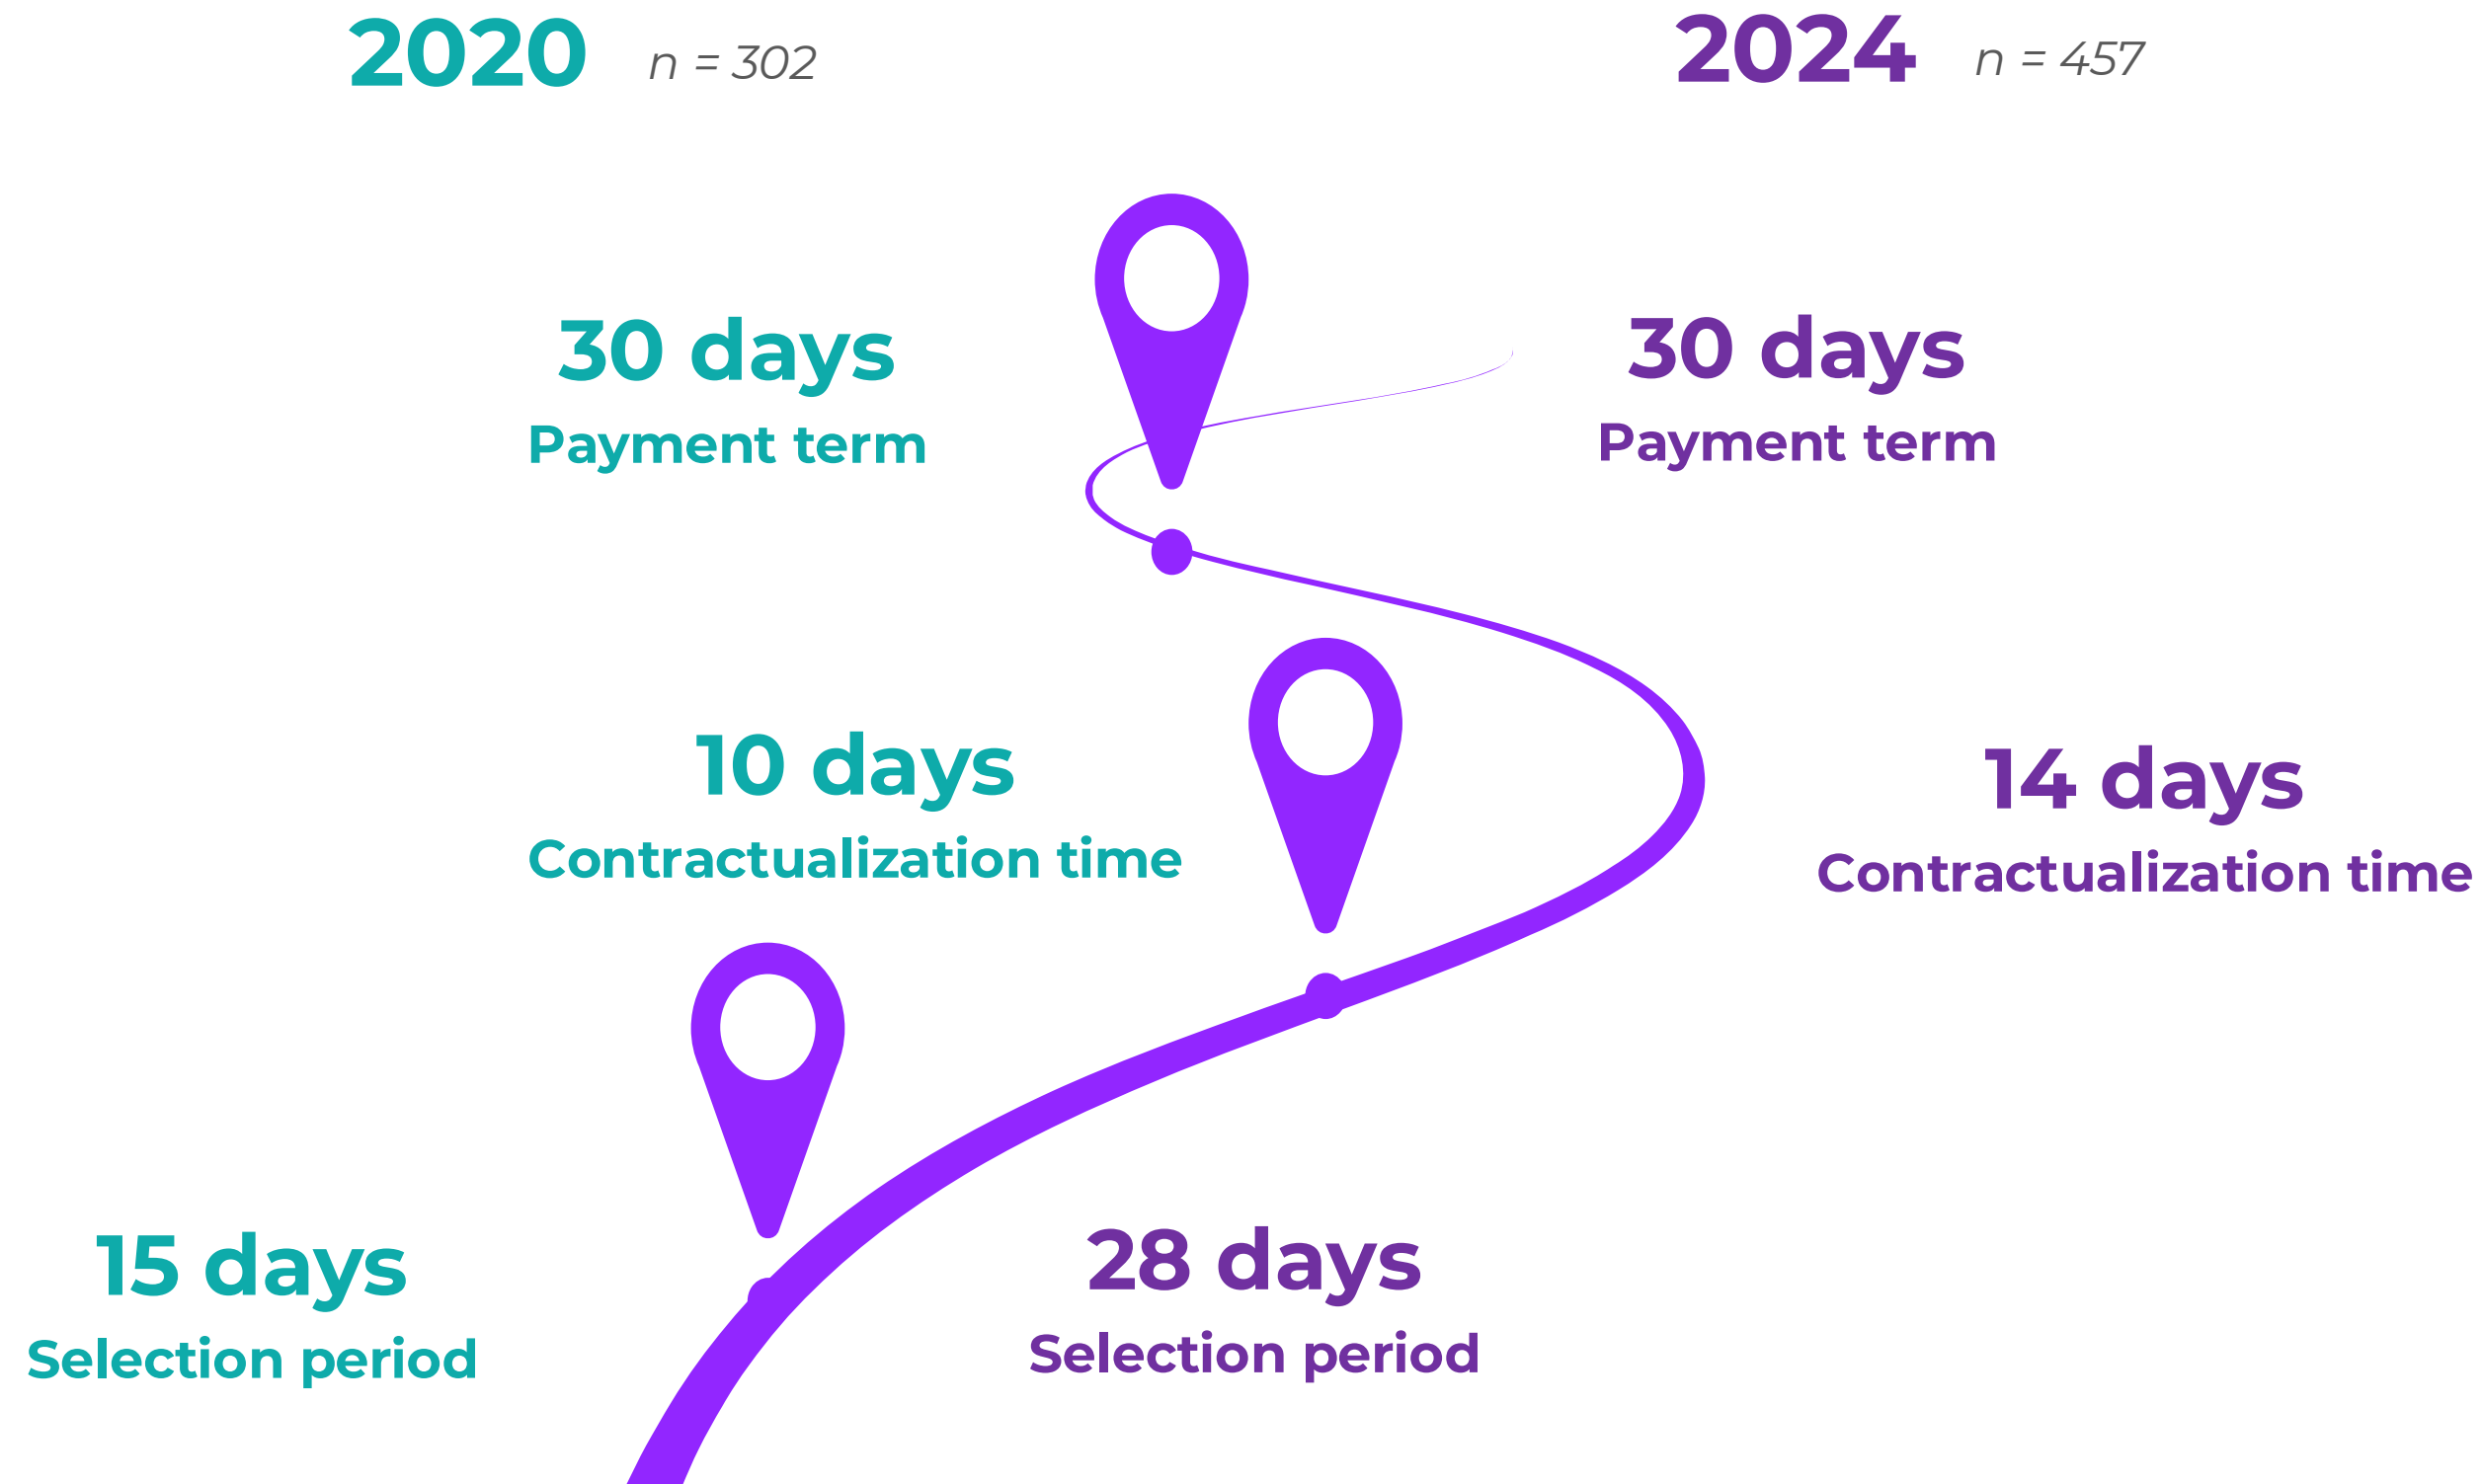 2020 n = 302
2024 n = 457
30 days
Payment term
30 days
Payment term
10 days
Contractualization time
14 days
Contractualization time
15 days
Selection period
28 days
Selection period